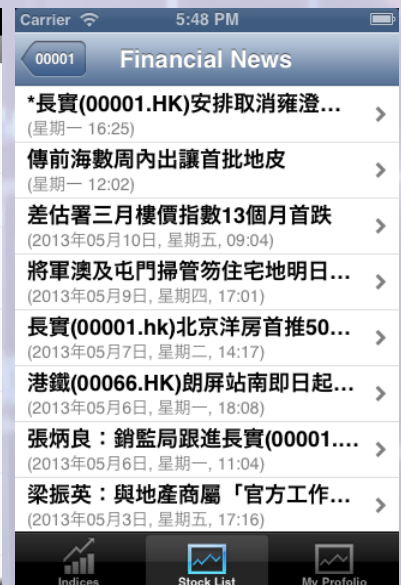 Carrier 5:48 PM
00001 Financial News
*長實(00001.HK)安排取消雍澄...
(星期一 16:25)
傳前海數周內出讓首批地皮
(星期一 12:02)
差估署三月樓價指數13個月首跌
(2013年05月10日, 星期五, 09:04)
將軍澳及屯門掃管笏住宅地明日...
(2013年05月9日, 星期四, 17:01)
長實(00001.hk)北京洋房首推50...
(2013年05月7日, 星期二, 14:17)
港鐵(00066.HK)朗屏站南即日起...
(2013年05月6日, 星期一, 18:08)
張炳良：銷監局跟進長實(00001....
(2013年05月6日, 星期一, 11:04)
梁振英：與地產商屬「官方工作...
(2013年05月3日, 星期五, 17:16)
Indices Stock List My Profolio